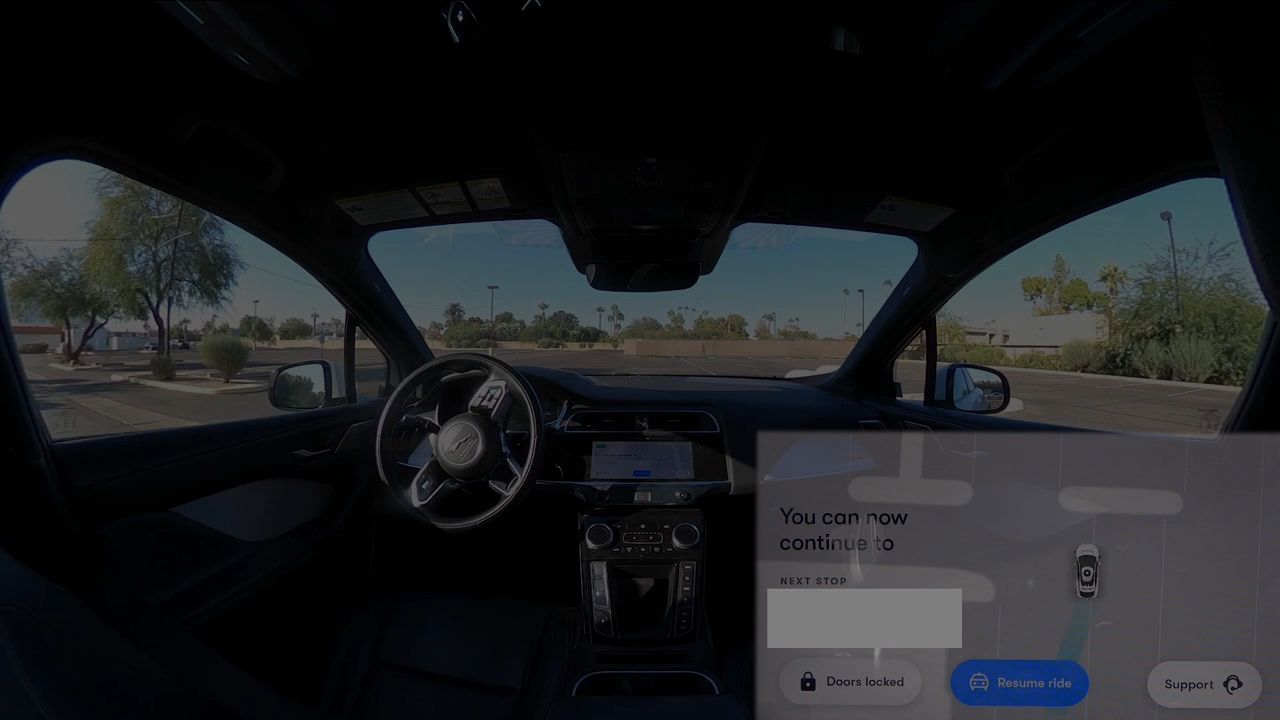 You can now
continue to
NEXT STOP
Doors locked
Resume ride
Support